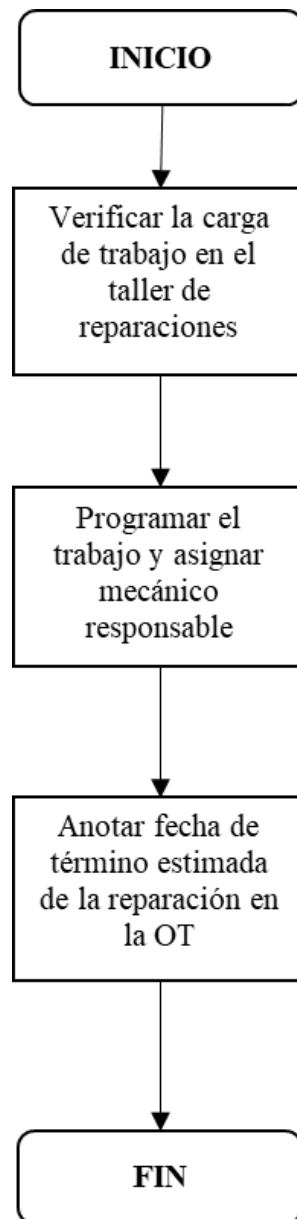 INICIO
Verificar la carga
de trabajo en el
taller de
reparaciones
Programar el
trabajo y asignar
mecánico
responsable
Anotar fecha de
término estimada
de la reparación en
la OT
FIN